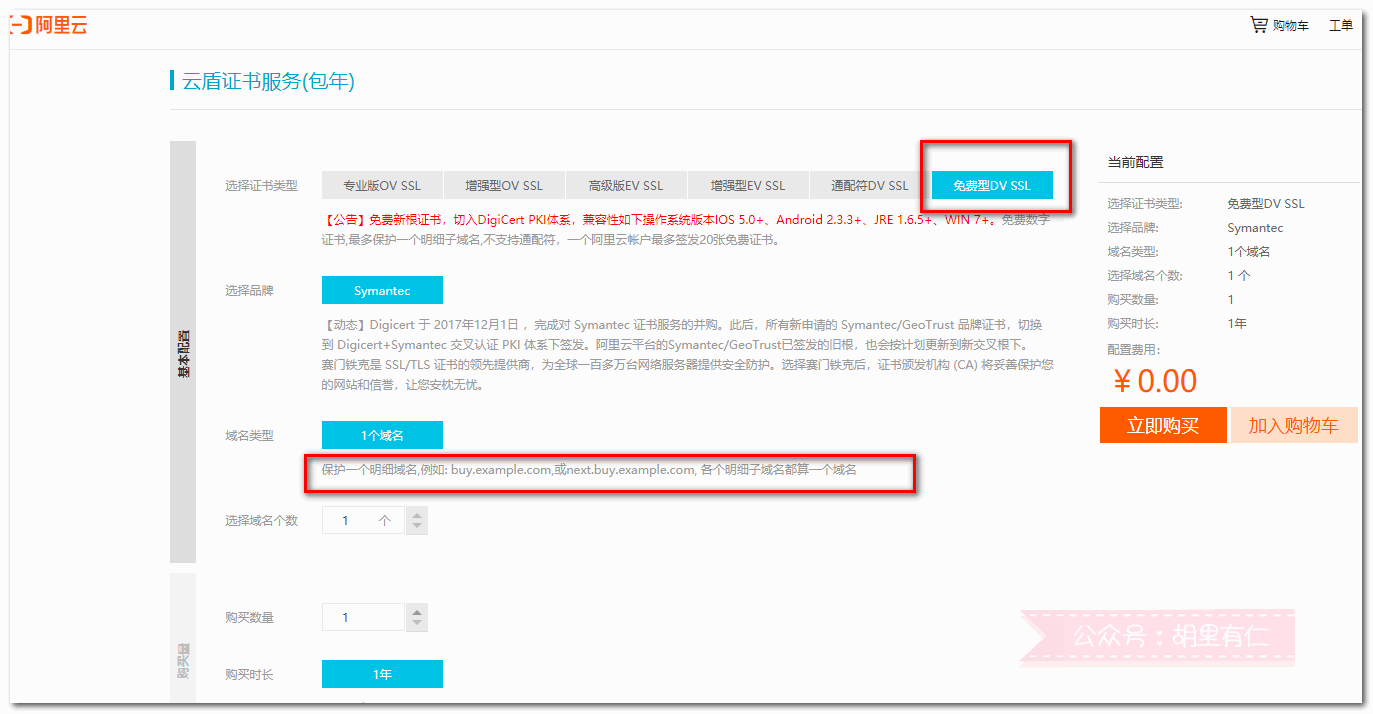 阿里云
购物车 工单
云盾证书服务(包年)
基本配置
选择证书类型 专业版OV SSL 增强型OV SSL 高级版EV SSL 增强型EV SSL 通配符DV SSL 免费型DV SSL
【公告】免费新根证书，切入DigiCert PKI体系，兼容性如下操作系统版本IOS 5.0+、Android 2.3.3+、JRE 1.6.5+、WIN 7+。免费数字
证书,最多保护一个明细子域名,不支持通配符，一个阿里云帐户最多签发20张免费证书。
选择品牌 Symantec
【动态】Digicert 于 2017年12月1日 ，完成对 Symantec 证书服务的并购。此后，所有新申请的 Symantec/GeoTrust 品牌证书，切换
到 Digicert+Symantec 交叉认证 PKI 体系下签发。阿里云平台的Symantec/GeoTrust已签发的旧根，也会按计划更新到新交叉根下。
赛门铁克是 SSL/TLS 证书的领先提供商，为全球一百多万台网络服务器提供安全防护。选择赛门铁克后，证书颁发机构 (CA) 将妥善保护您
的网站和信誉，让您安枕无忧。
域名类型 1个域名
保护一个明细域名,例如: buy.example.com,或next.buy.example.com, 各个明细子域名都算一个域名
选择域名个数 1 个
购买量
购买数量 1
购买时长 1年
当前配置
选择证书类型: 免费型DV SSL
选择品牌: Symantec
域名类型: 1个域名
选择域名个数: 1 个
购买数量: 1
购买时长: 1年
配置费用:
¥ 0.00
立即购买 加入购物车
公众号：胡里有仁